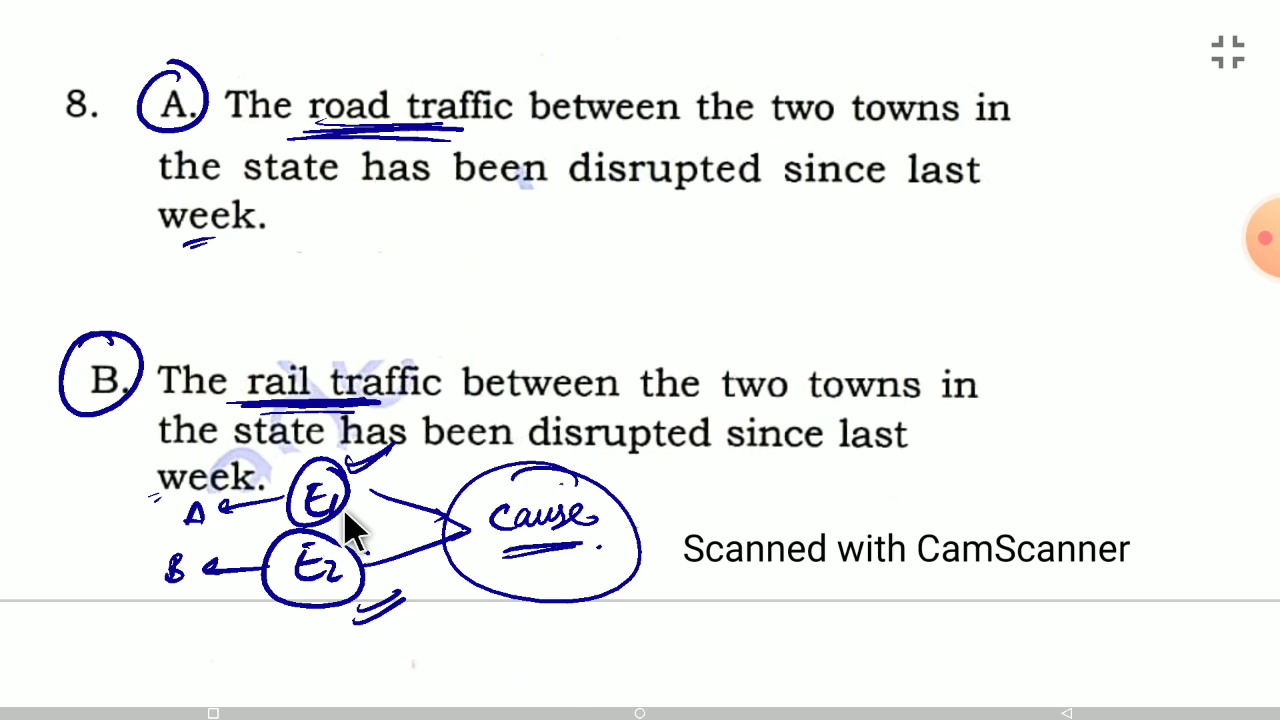 8. A. The road traffic between the two towns in
the state has been disrupted since last
week.
B. The rail traffic between the two towns in
the state has been disrupted since last
week.
A E1
cause
B E2
Scanned with CamScanner